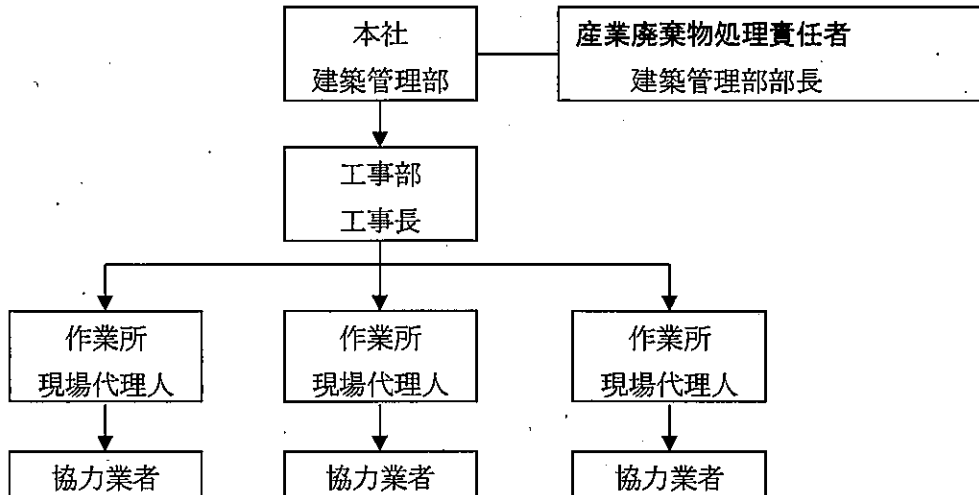 本社
建築管理部
産業廃棄物処理責任者
建築管理部部長
工事部
工事長
作業所
現場代理人
作業所
現場代理人
作業所
現場代理人
協力業者
協力業者
協力業者